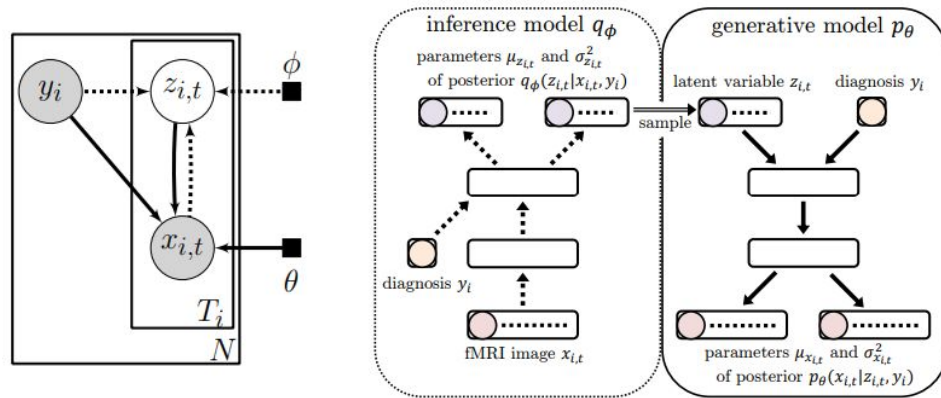 y_i
z_{i,t}
ϕ
x_{i,t}
θ
T_i
N
inference model q_ϕ
parameters μ_{z_{i,t}} and σ²_{z_{i,t}}
of posterior q_ϕ(z_{i,t}|x_{i,t}, y_i)
sample
diagnosis y_i
fMRI image x_{i,t}
generative model p_θ
latent variable z_{i,t}
diagnosis y_i
parameters μ_{x_{i,t}} and σ²_{x_{i,t}}
of posterior p_θ(x_{i,t}|z_{i,t}, y_i)